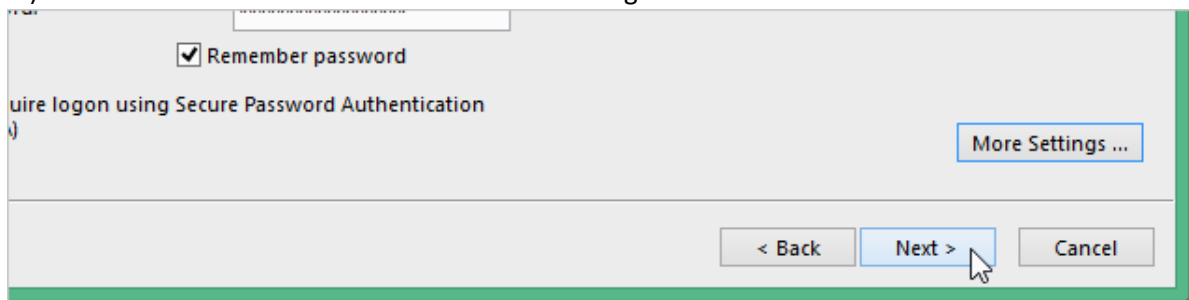 Remember password
uire logon using Secure Password Authentication
More Settings ...
< Back Next > Cancel